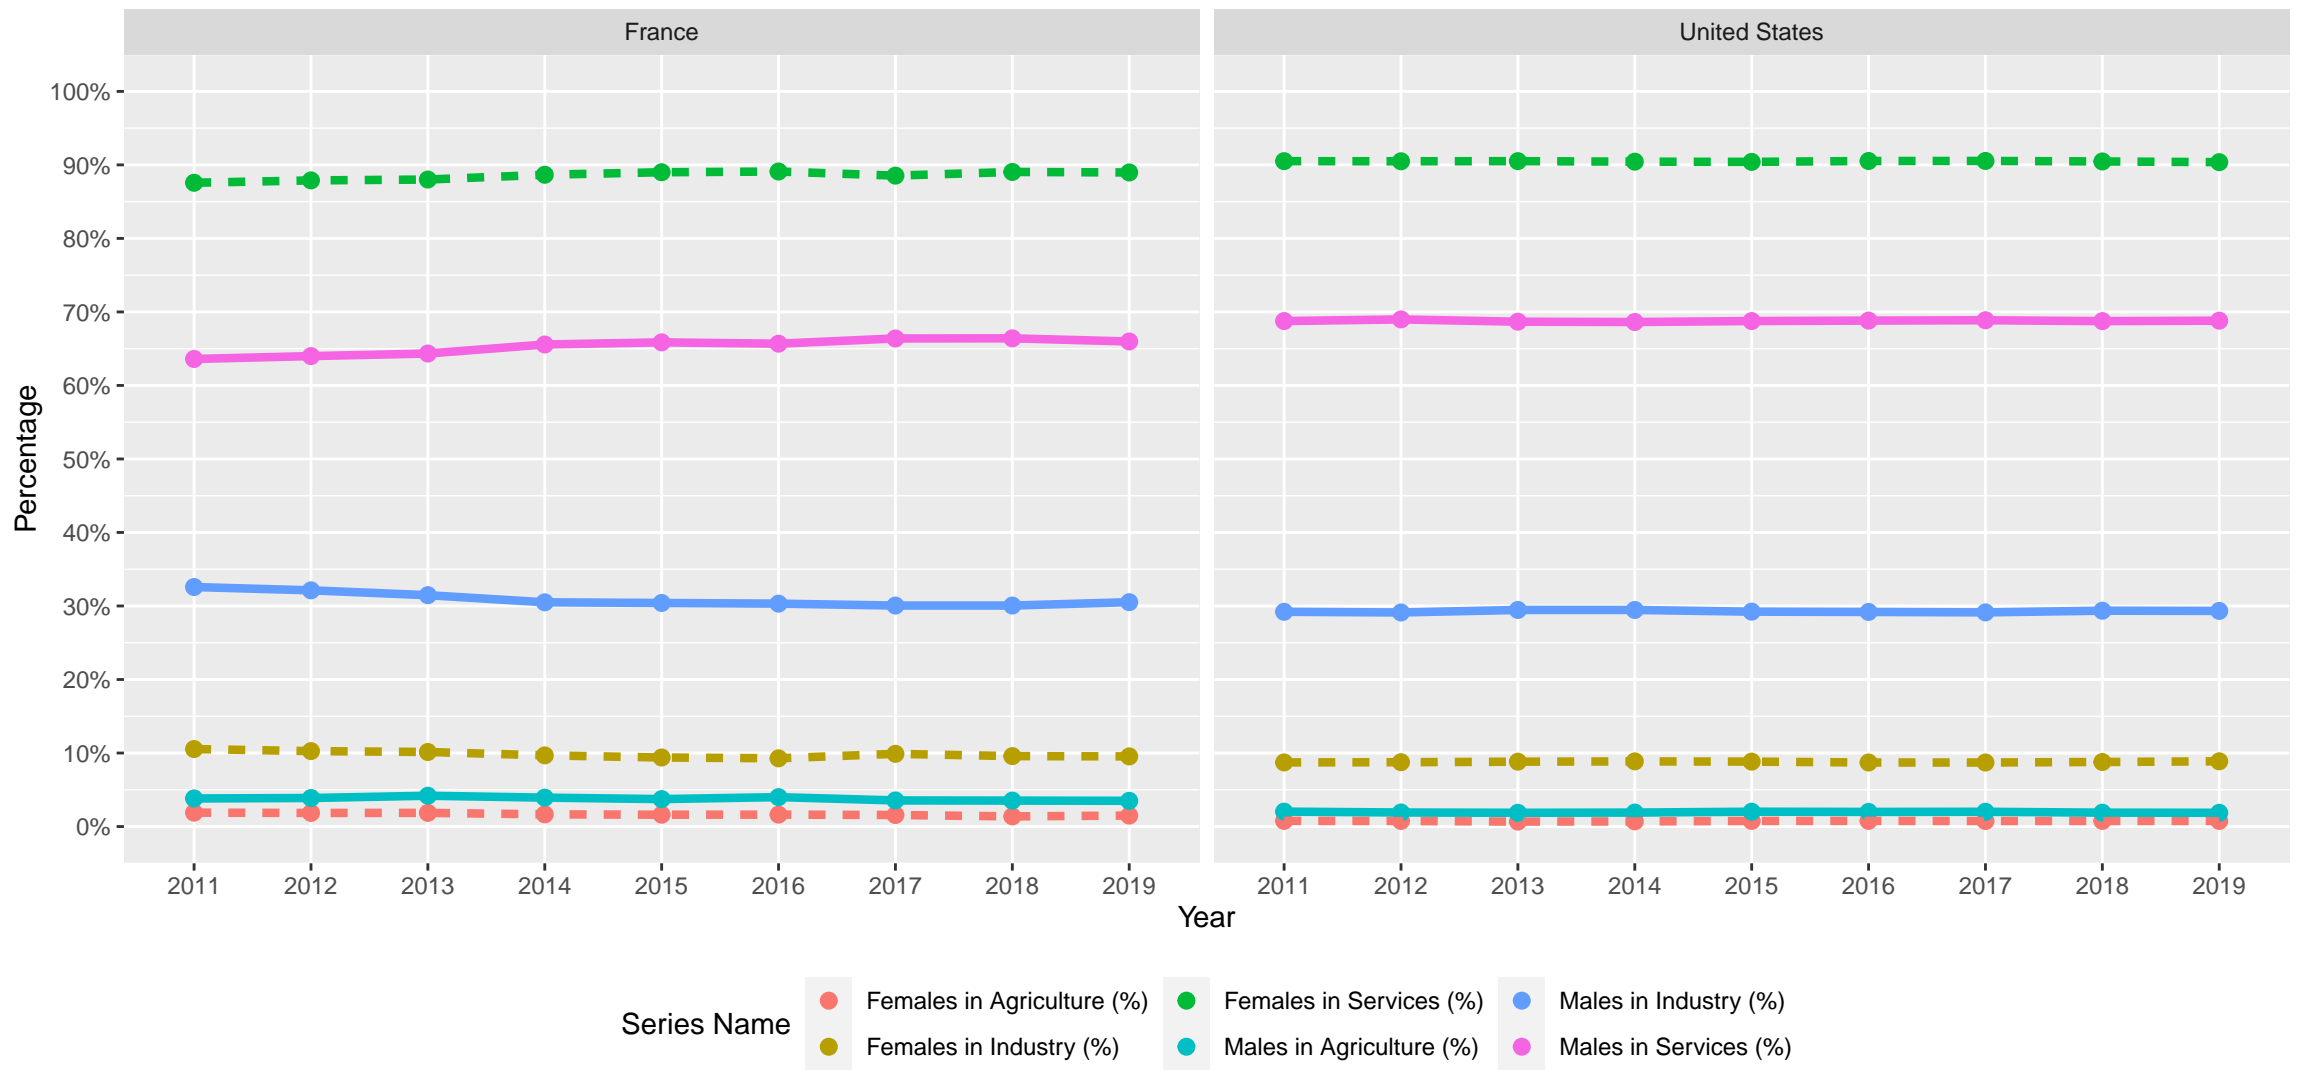 France
United States
100%
90%
80%
70%
60%
50%
40%
30%
20%
10%
0%
Percentage
2011 2012 2013 2014 2015 2016 2017 2018 2019
2011 2012 2013 2014 2015 2016 2017 2018 2019
Year
Series Name
Females in Agriculture (%)
Females in Services (%)
Males in Industry (%)
Females in Industry (%)
Males in Agriculture (%)
Males in Services (%)